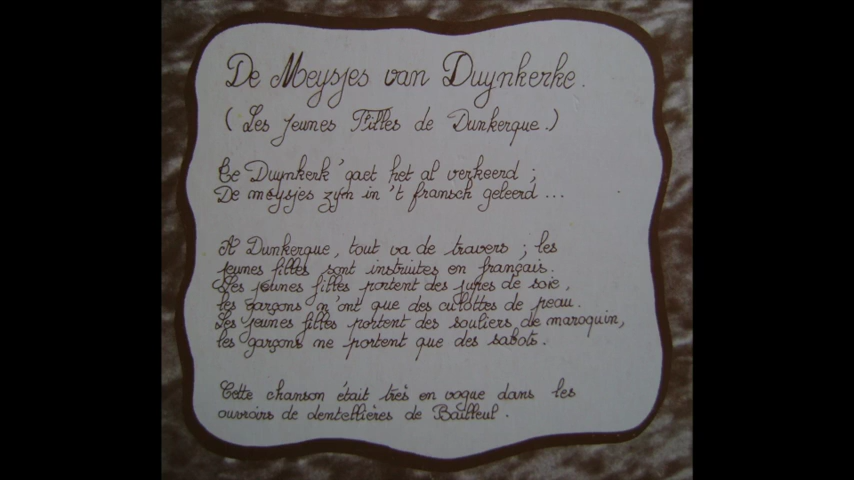 De Meysjes van Duynkerke.
(Les jeunes Filles de Dunkerque.)
Te Duynkerk 'gaet het al verkeerd ;
De meysjes zyn in 't fransch geleerd ...
A Dunkerque, tout va de travers ; les
jeunes filles sont instruites en français.
Les jeunes filles portent des jupes de soie,
les garçons n'ont que des culottes de peau.
Les jeunes filles portent des souliers de maroquin,
les garçons ne portent que des sabots.
Cette chanson était très en vogue dans les
ouvroirs de dentellières de Bailleul.